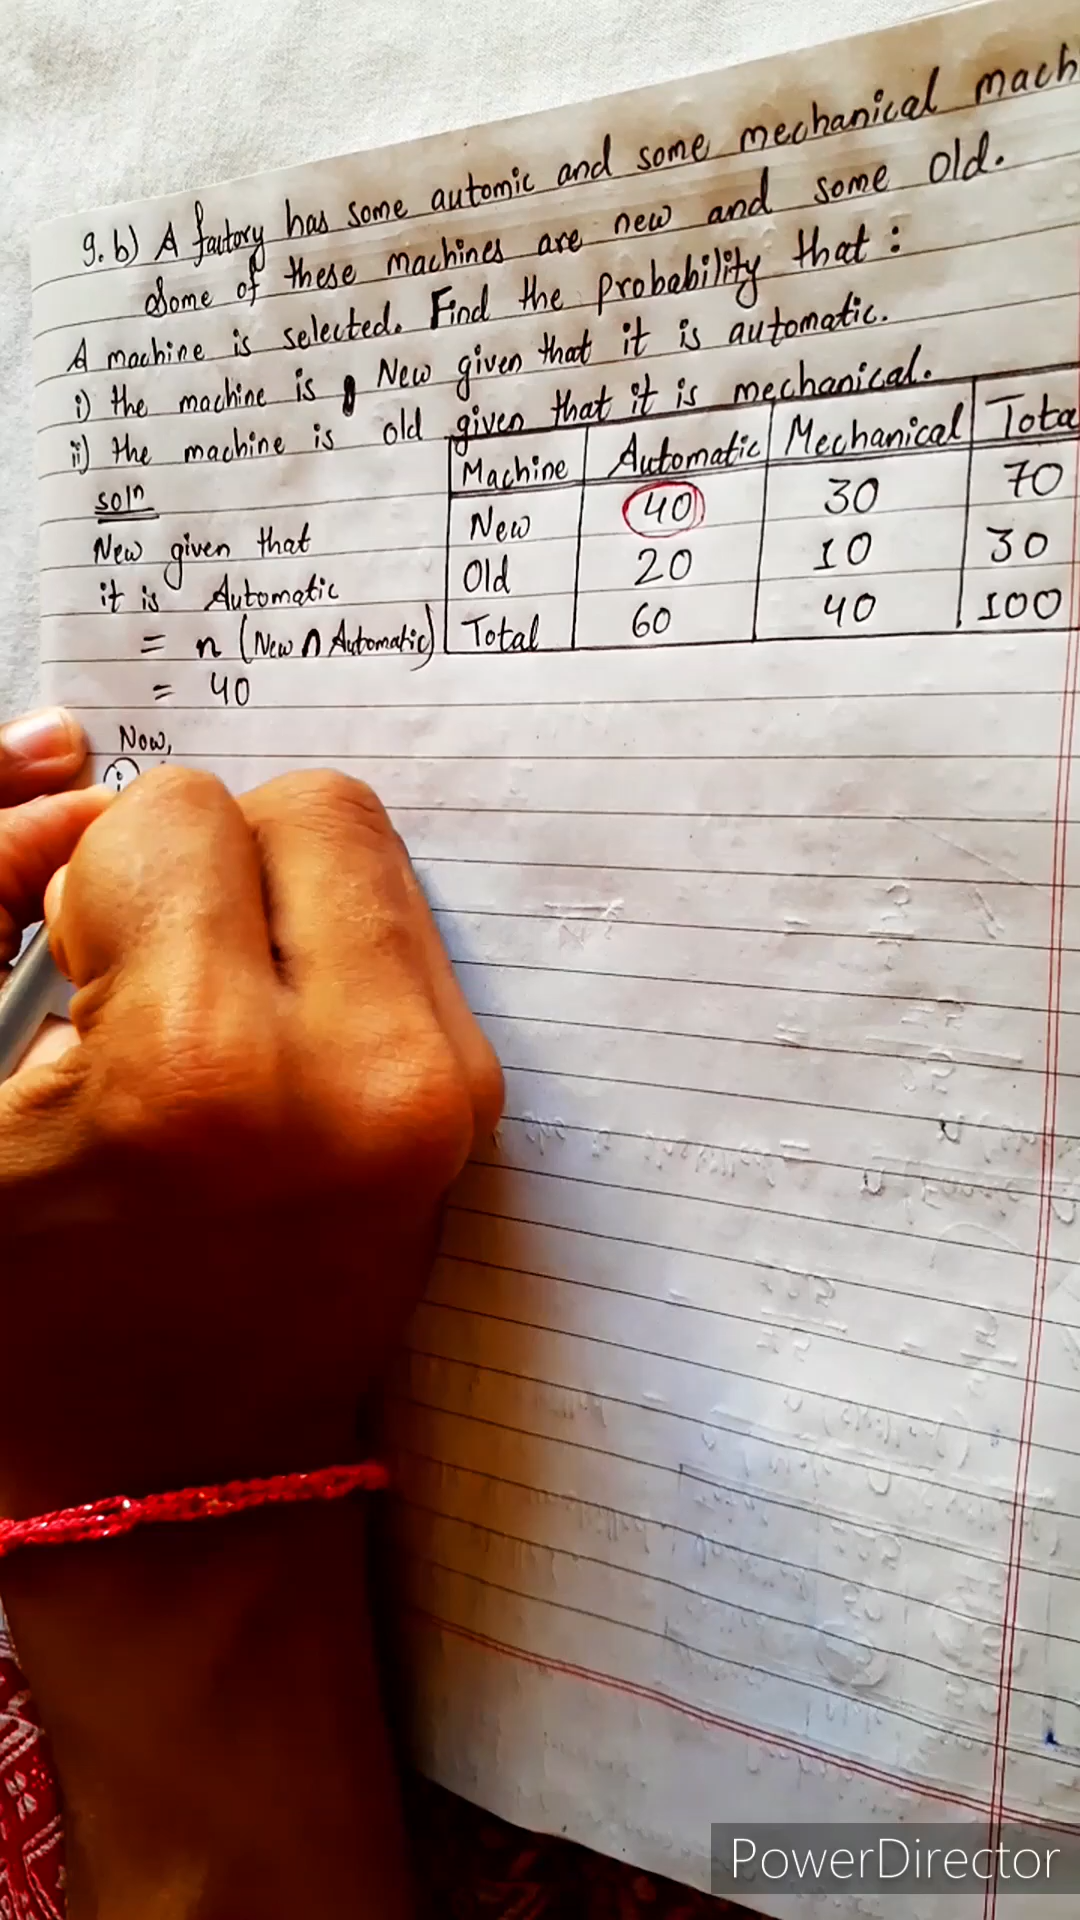 9. b) A factory has some automic and some mechanical mach
Some of these machines are new and some old.
A machine is selected. Find the probability that :
i) the machine is New given that it is automatic.
ii) the machine is old given that it is mechanical.
soln
New given that
it is Automatic
= n (New ∩ Automatic)
= 40
Now,
i
Machine Automatic Mechanical Tota
New 40 30 70
Old 20 10 30
Total 60 40 100
PowerDirector